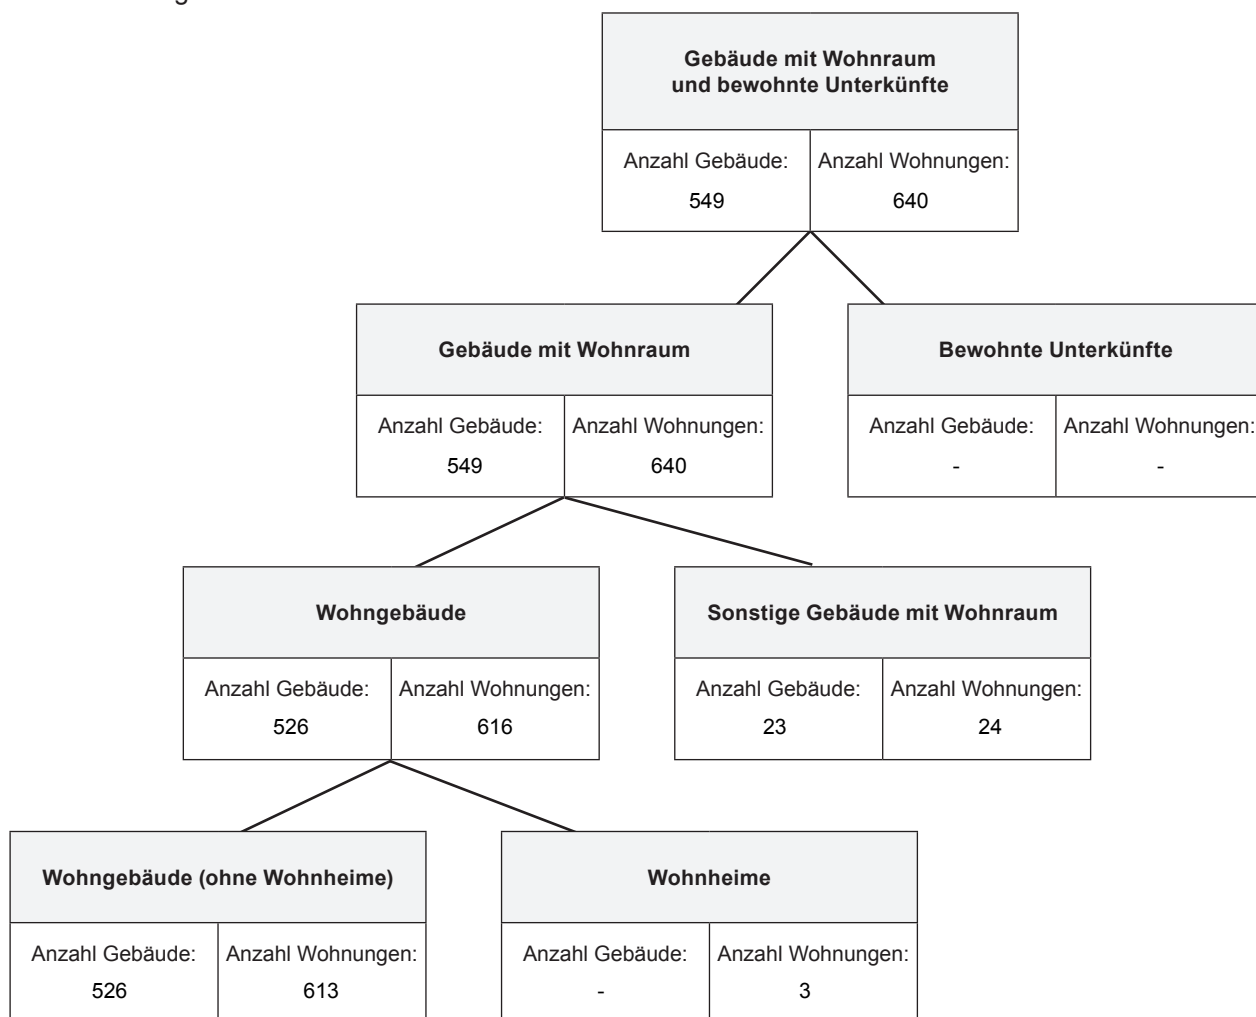 Gebäude mit Wohnraum
und bewohnte Unterkünfte
Anzahl Gebäude: Anzahl Wohnungen:
549 640
Gebäude mit Wohnraum
Anzahl Gebäude: Anzahl Wohnungen:
549 640
Bewohnte Unterkünfte
Anzahl Gebäude: Anzahl Wohnungen:
- -
Wohngebäude
Anzahl Gebäude: Anzahl Wohnungen:
526 616
Sonstige Gebäude mit Wohnraum
Anzahl Gebäude: Anzahl Wohnungen:
23 24
Wohngebäude (ohne Wohnheime)
Anzahl Gebäude: Anzahl Wohnungen:
526 613
Wohnheime
Anzahl Gebäude: Anzahl Wohnungen:
- 3